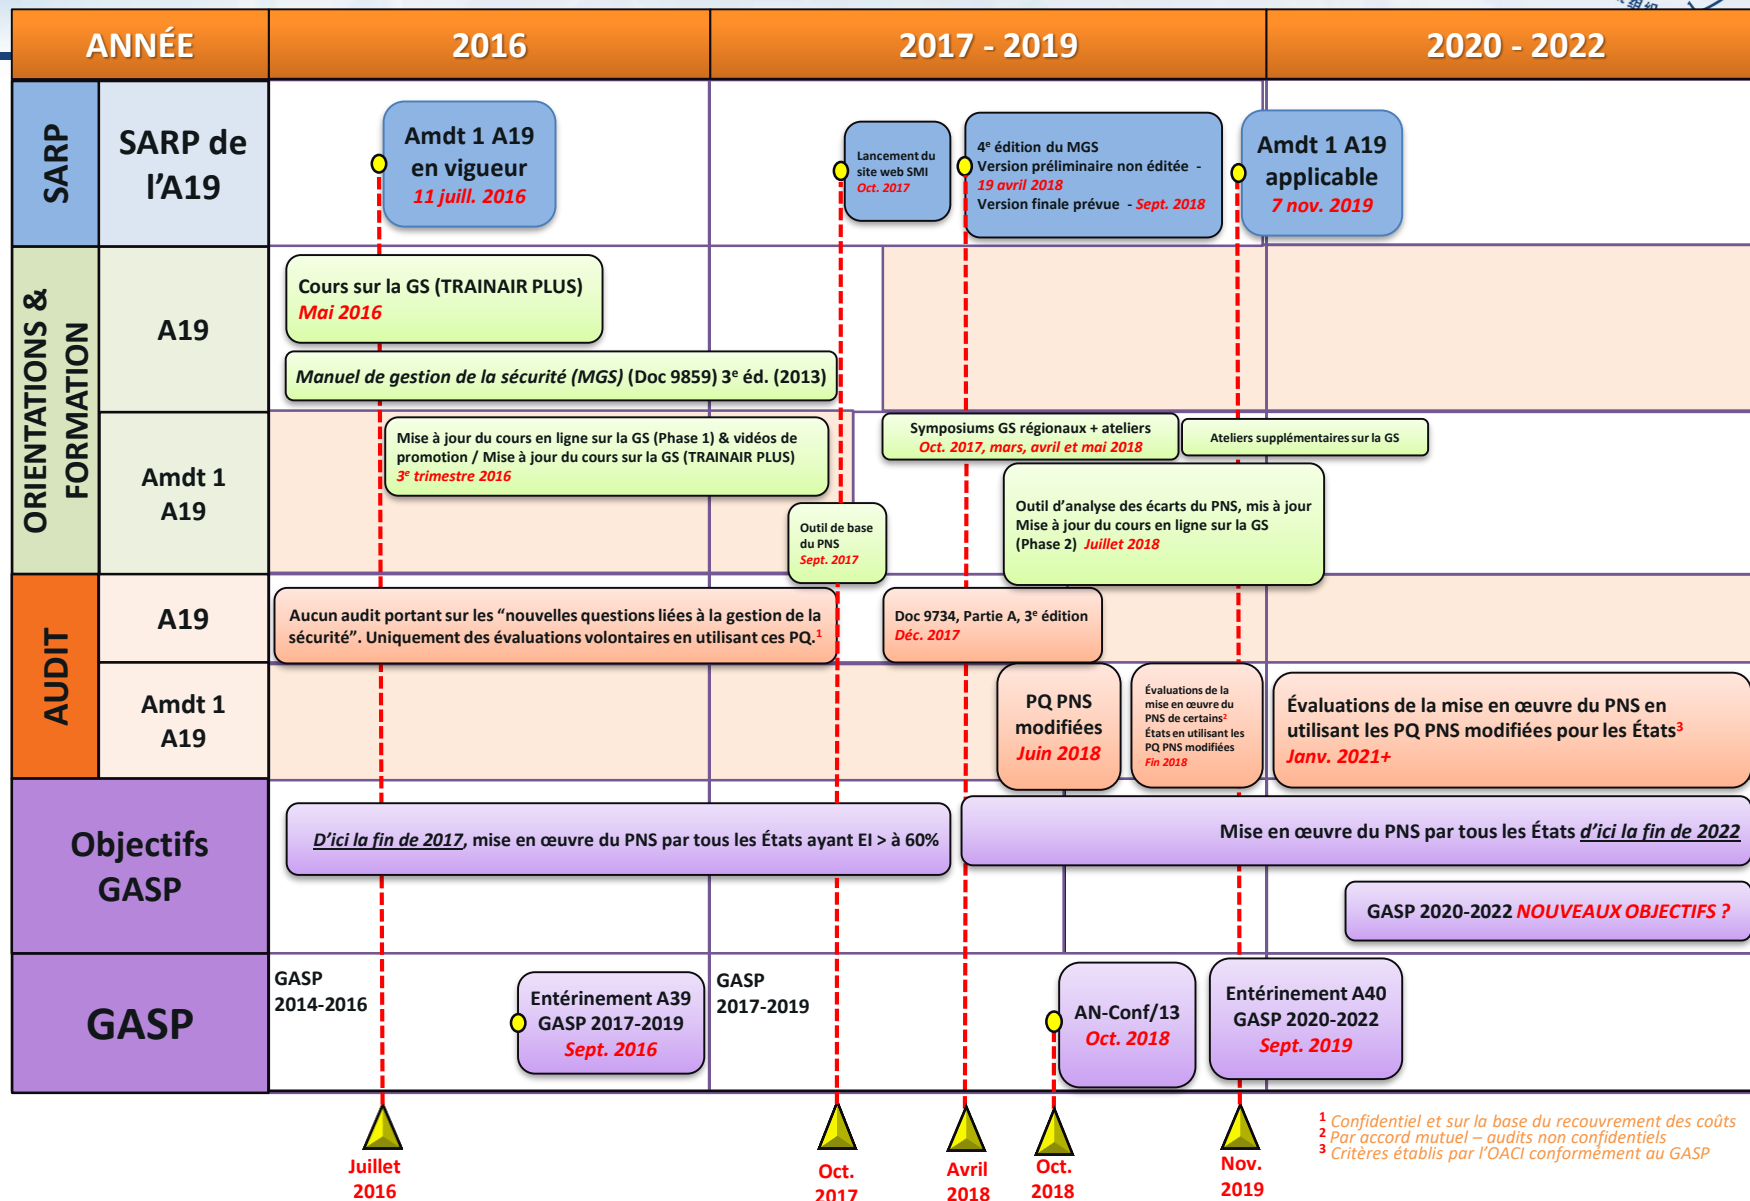 ANNÉE
2016
2017 - 2019
2020 - 2022
SARP
SARP de
l’A19
Amdt 1 A19
en vigueur
11 juill. 2016
Lancement du
site web SMI
Oct. 2017
4e édition du MGS
Version préliminaire non éditée -
19 avril 2018
Version finale prévue - Sept. 2018
Amdt 1 A19
applicable
7 nov. 2019
ORIENTATIONS &
FORMATION
A19
Cours sur la GS (TRAINAIR PLUS)
Mai 2016
Manuel de gestion de la sécurité (MGS) (Doc 9859) 3e éd. (2013)
Amdt 1
A19
Mise à jour du cours en ligne sur la GS (Phase 1) & vidéos de
promotion / Mise à jour du cours sur la GS (TRAINAIR PLUS)
3e trimestre 2016
Outil de base
du PNS
Sept. 2017
Symposiums GS régionaux + ateliers
Oct. 2017, mars, avril et mai 2018
Ateliers supplémentaires sur la GS
Outil d’analyse des écarts du PNS, mis à jour
Mise à jour du cours en ligne sur la GS
(Phase 2) Juillet 2018
AUDIT
A19
Aucun audit portant sur les “nouvelles questions liées à la gestion de la
sécurité”. Uniquement des évaluations volontaires en utilisant ces PQ.1
Doc 9734, Partie A, 3e édition
Déc. 2017
Amdt 1
A19
PQ PNS
modifiées
Juin 2018
Évaluations de la
mise en œuvre du
PNS de certains2
États en utilisant les
PQ PNS modifiées
Fin 2018
Évaluations de la mise en œuvre du PNS en
utilisant les PQ PNS modifiées pour les États3
Janv. 2021+
Objectifs
GASP
D’ici la fin de 2017, mise en œuvre du PNS par tous les États ayant EI > à 60%
Mise en œuvre du PNS par tous les États d’ici la fin de 2022
GASP 2020-2022 NOUVEAUX OBJECTIFS ?
GASP
GASP
2014-2016
Entérinement A39
GASP 2017-2019
Sept. 2016
GASP
2017-2019
AN-Conf/13
Oct. 2018
Entérinement A40
GASP 2020-2022
Sept. 2019
Juillet
2016
Oct.
2017
Avril
2018
Oct.
2018
Nov.
2019
1 Confidentiel et sur la base du recouvrement des coûts
2 Par accord mutuel – audits non confidentiels
3 Critères établis par l’OACI conformément au GASP